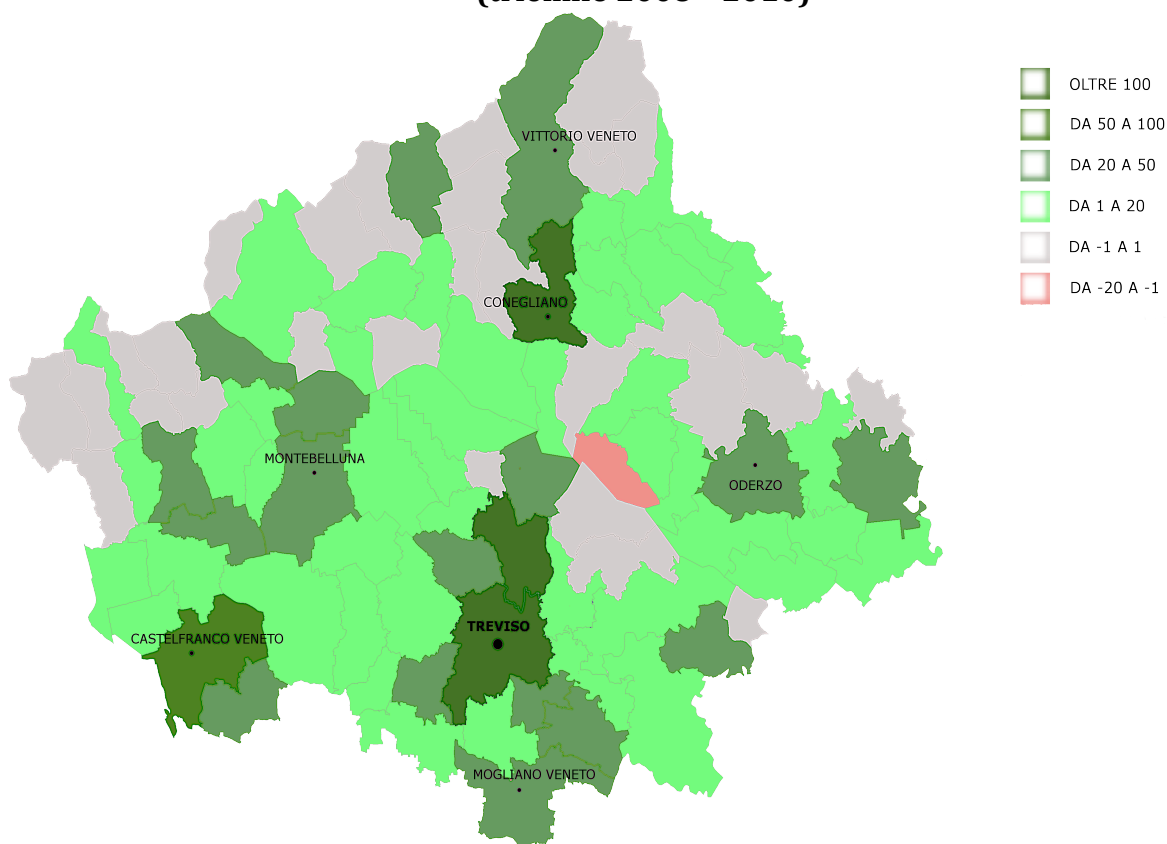 VITTORIO VENETO
CONEGLIANO
MONTEBELLUNA
ODERZO
TREVISO
CASTELFRANCO VENETO
MOGLIANO VENETO
OLTRE 100
DA 50 A 100
DA 20 A 50
DA 1 A 20
DA -1 A 1
DA -20 A -1